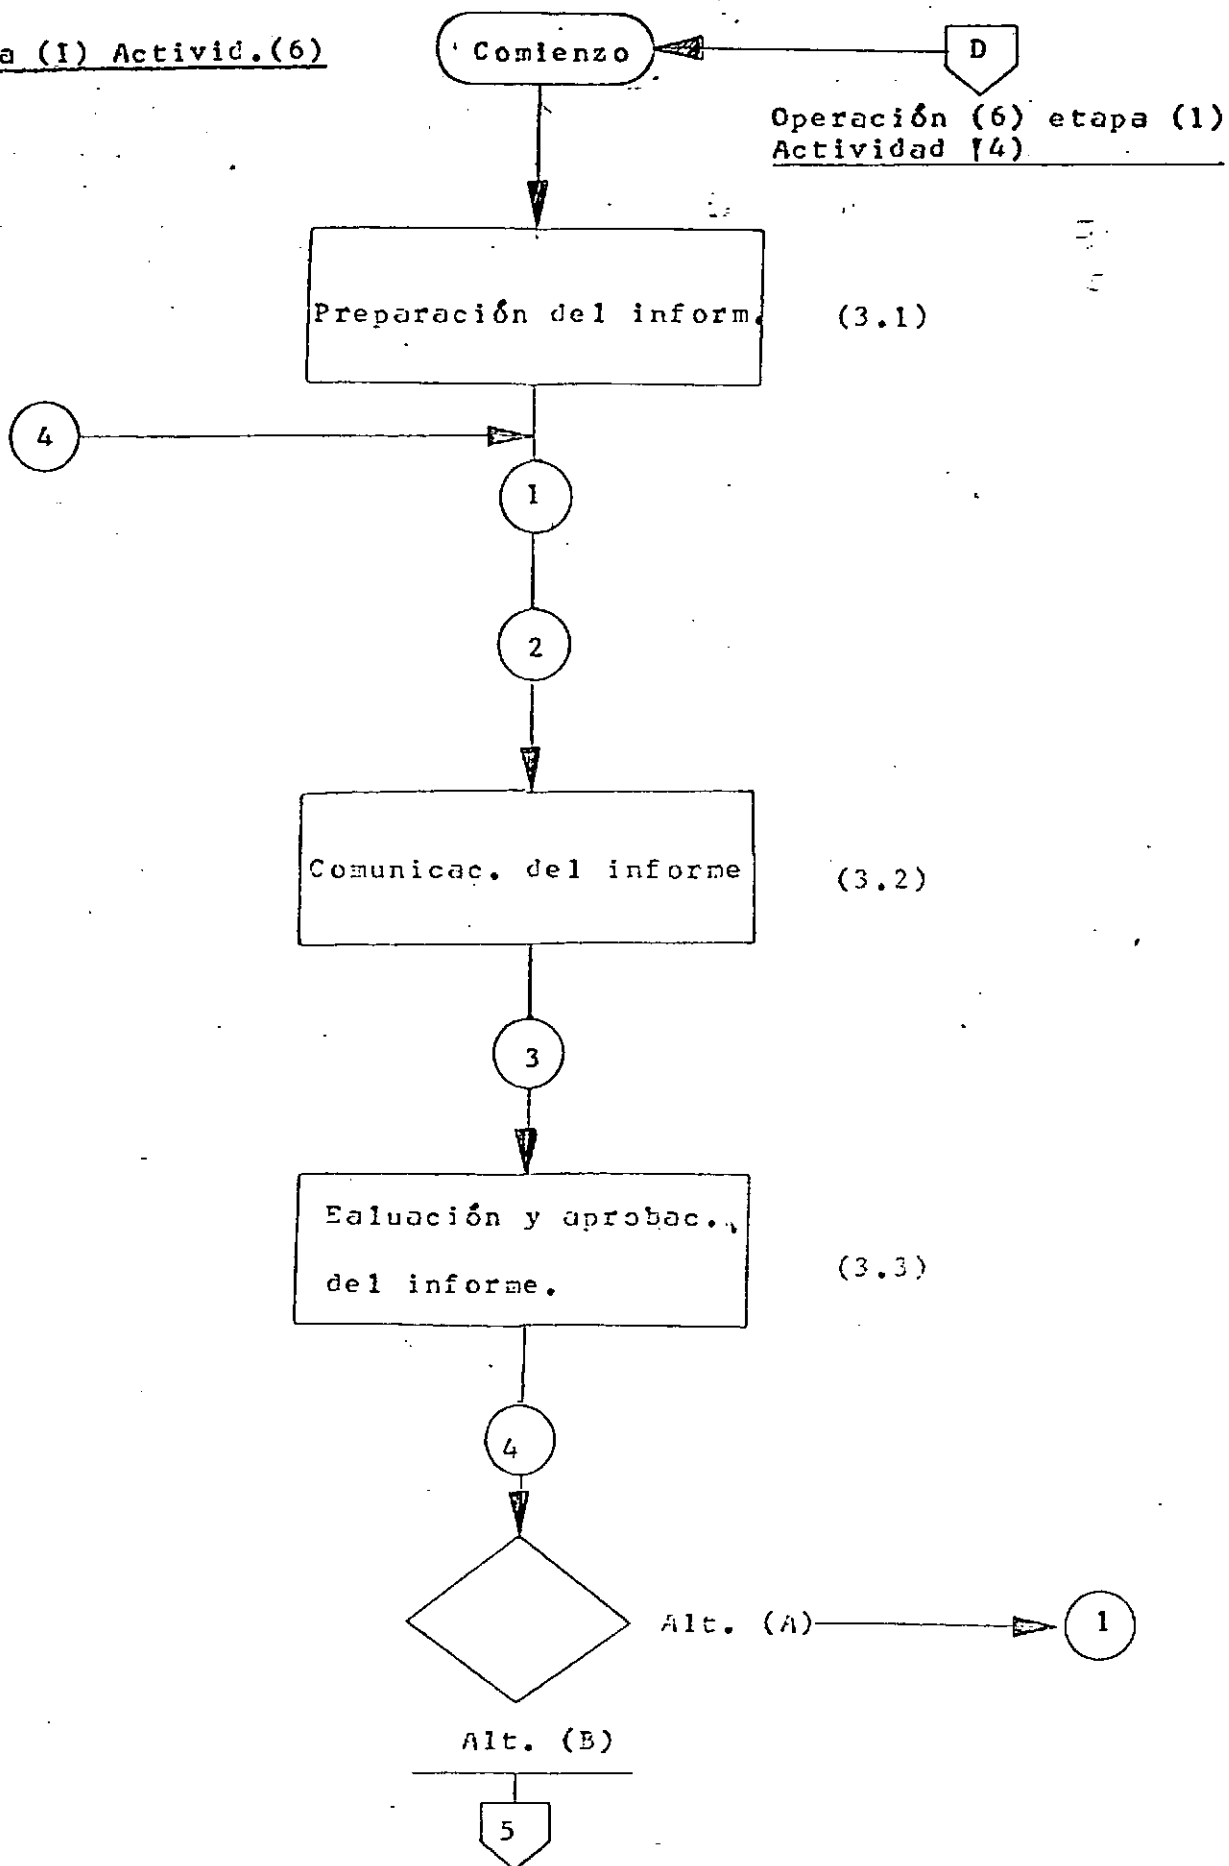 a (I) Activid.(6)
Comienzo
D
Operación (6) etapa (1)
Actividad (4)
Preparación del inform.
(3.1)
4
1
2
Comunicac. del informe
(3.2)
3
Ealuación y aprobac.
del informe.
(3.3)
4
Alt. (A)
1
Alt. (B)
5